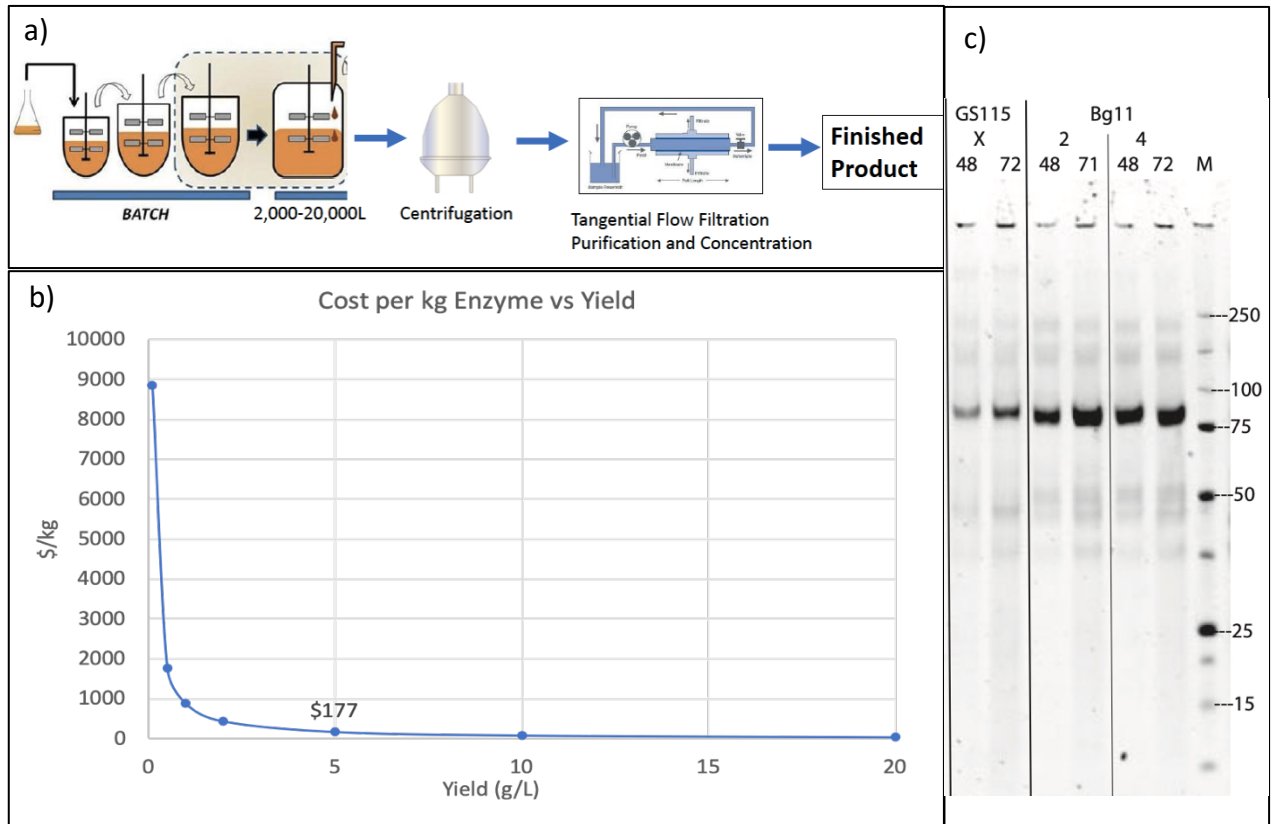 a)
BATCH
2,000-20,000L
Centrifugation
Tangential Flow Filtration
Purification and Concentration
Finished
Product
b)
Cost per kg Enzyme vs Yield
10000
9000
8000
7000
6000
5000
4000
3000
2000
1000
0
$/kg
$177
0
5
10
15
20
Yield (g/L)
c)
GS115 Bg11
X 2 4
48 72 48 71 48 72 M
250
100
75
50
25
15